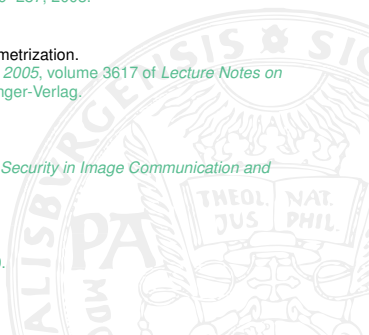 metrization.
2005, volume 3617 of Lecture Notes on
nger-Verlag.
Security in Image Communication and
THEOL. NAT.
JUS PHIL.
PA